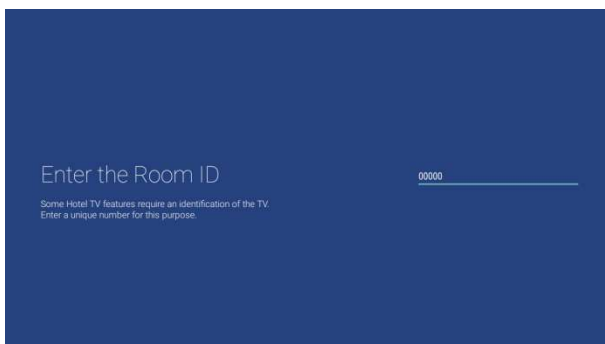 Enter the Room ID
00000
Some Hotel TV features require an identification of the TV.
Enter a unique number for this purpose.